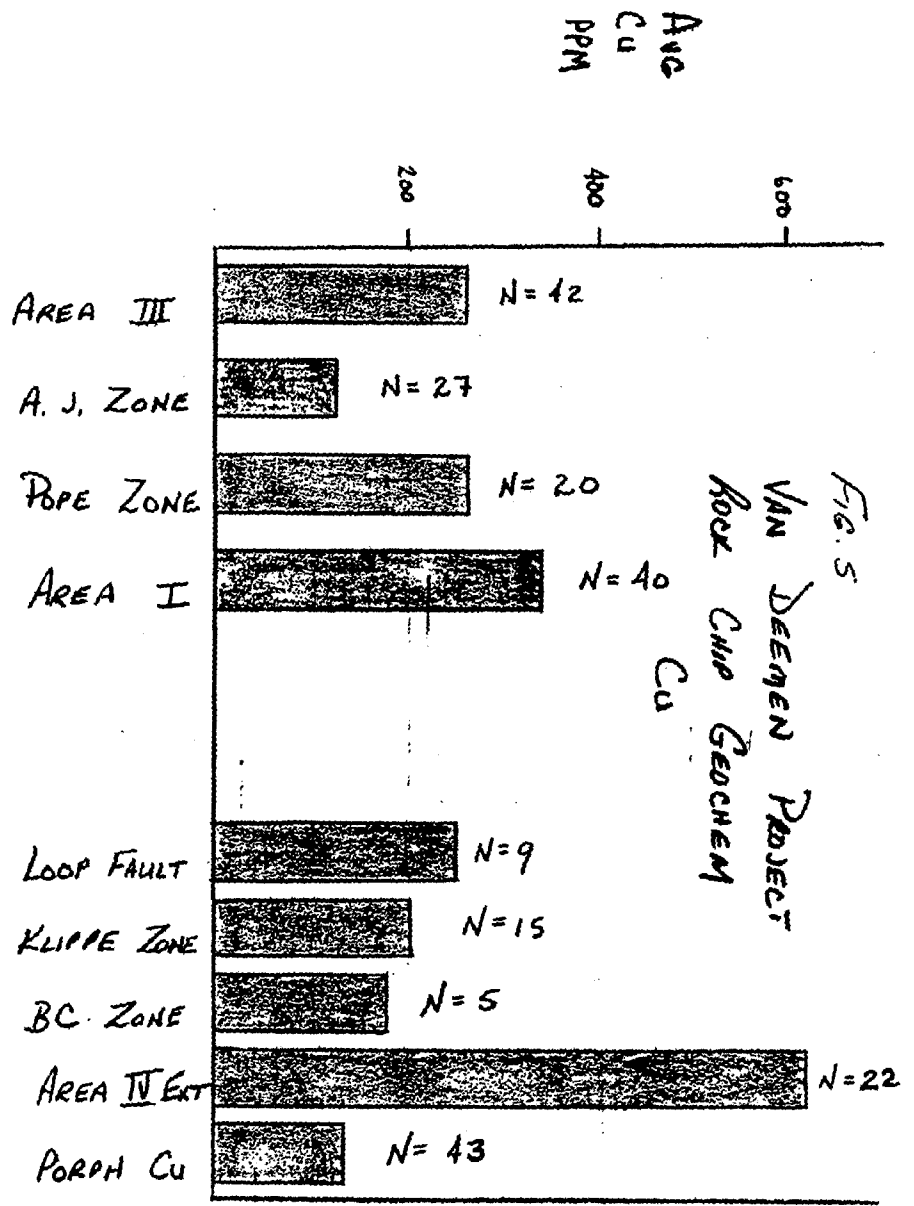 AVG
Cu
PPM
200
400
600
AREA III
N= 42
A. J. ZONE
N= 27
POPE ZONE
N= 20
AREA I
N= 40
LOOP FAULT
N= 9
KLIPPE ZONE
N= 15
BC. ZONE
N= 5
AREA IV EXT
N= 22
PORPH Cu
N= 43
FIG. 5
VAN DEEMEN PROJECT
ROCK CHIP GEOCHEM
Cu